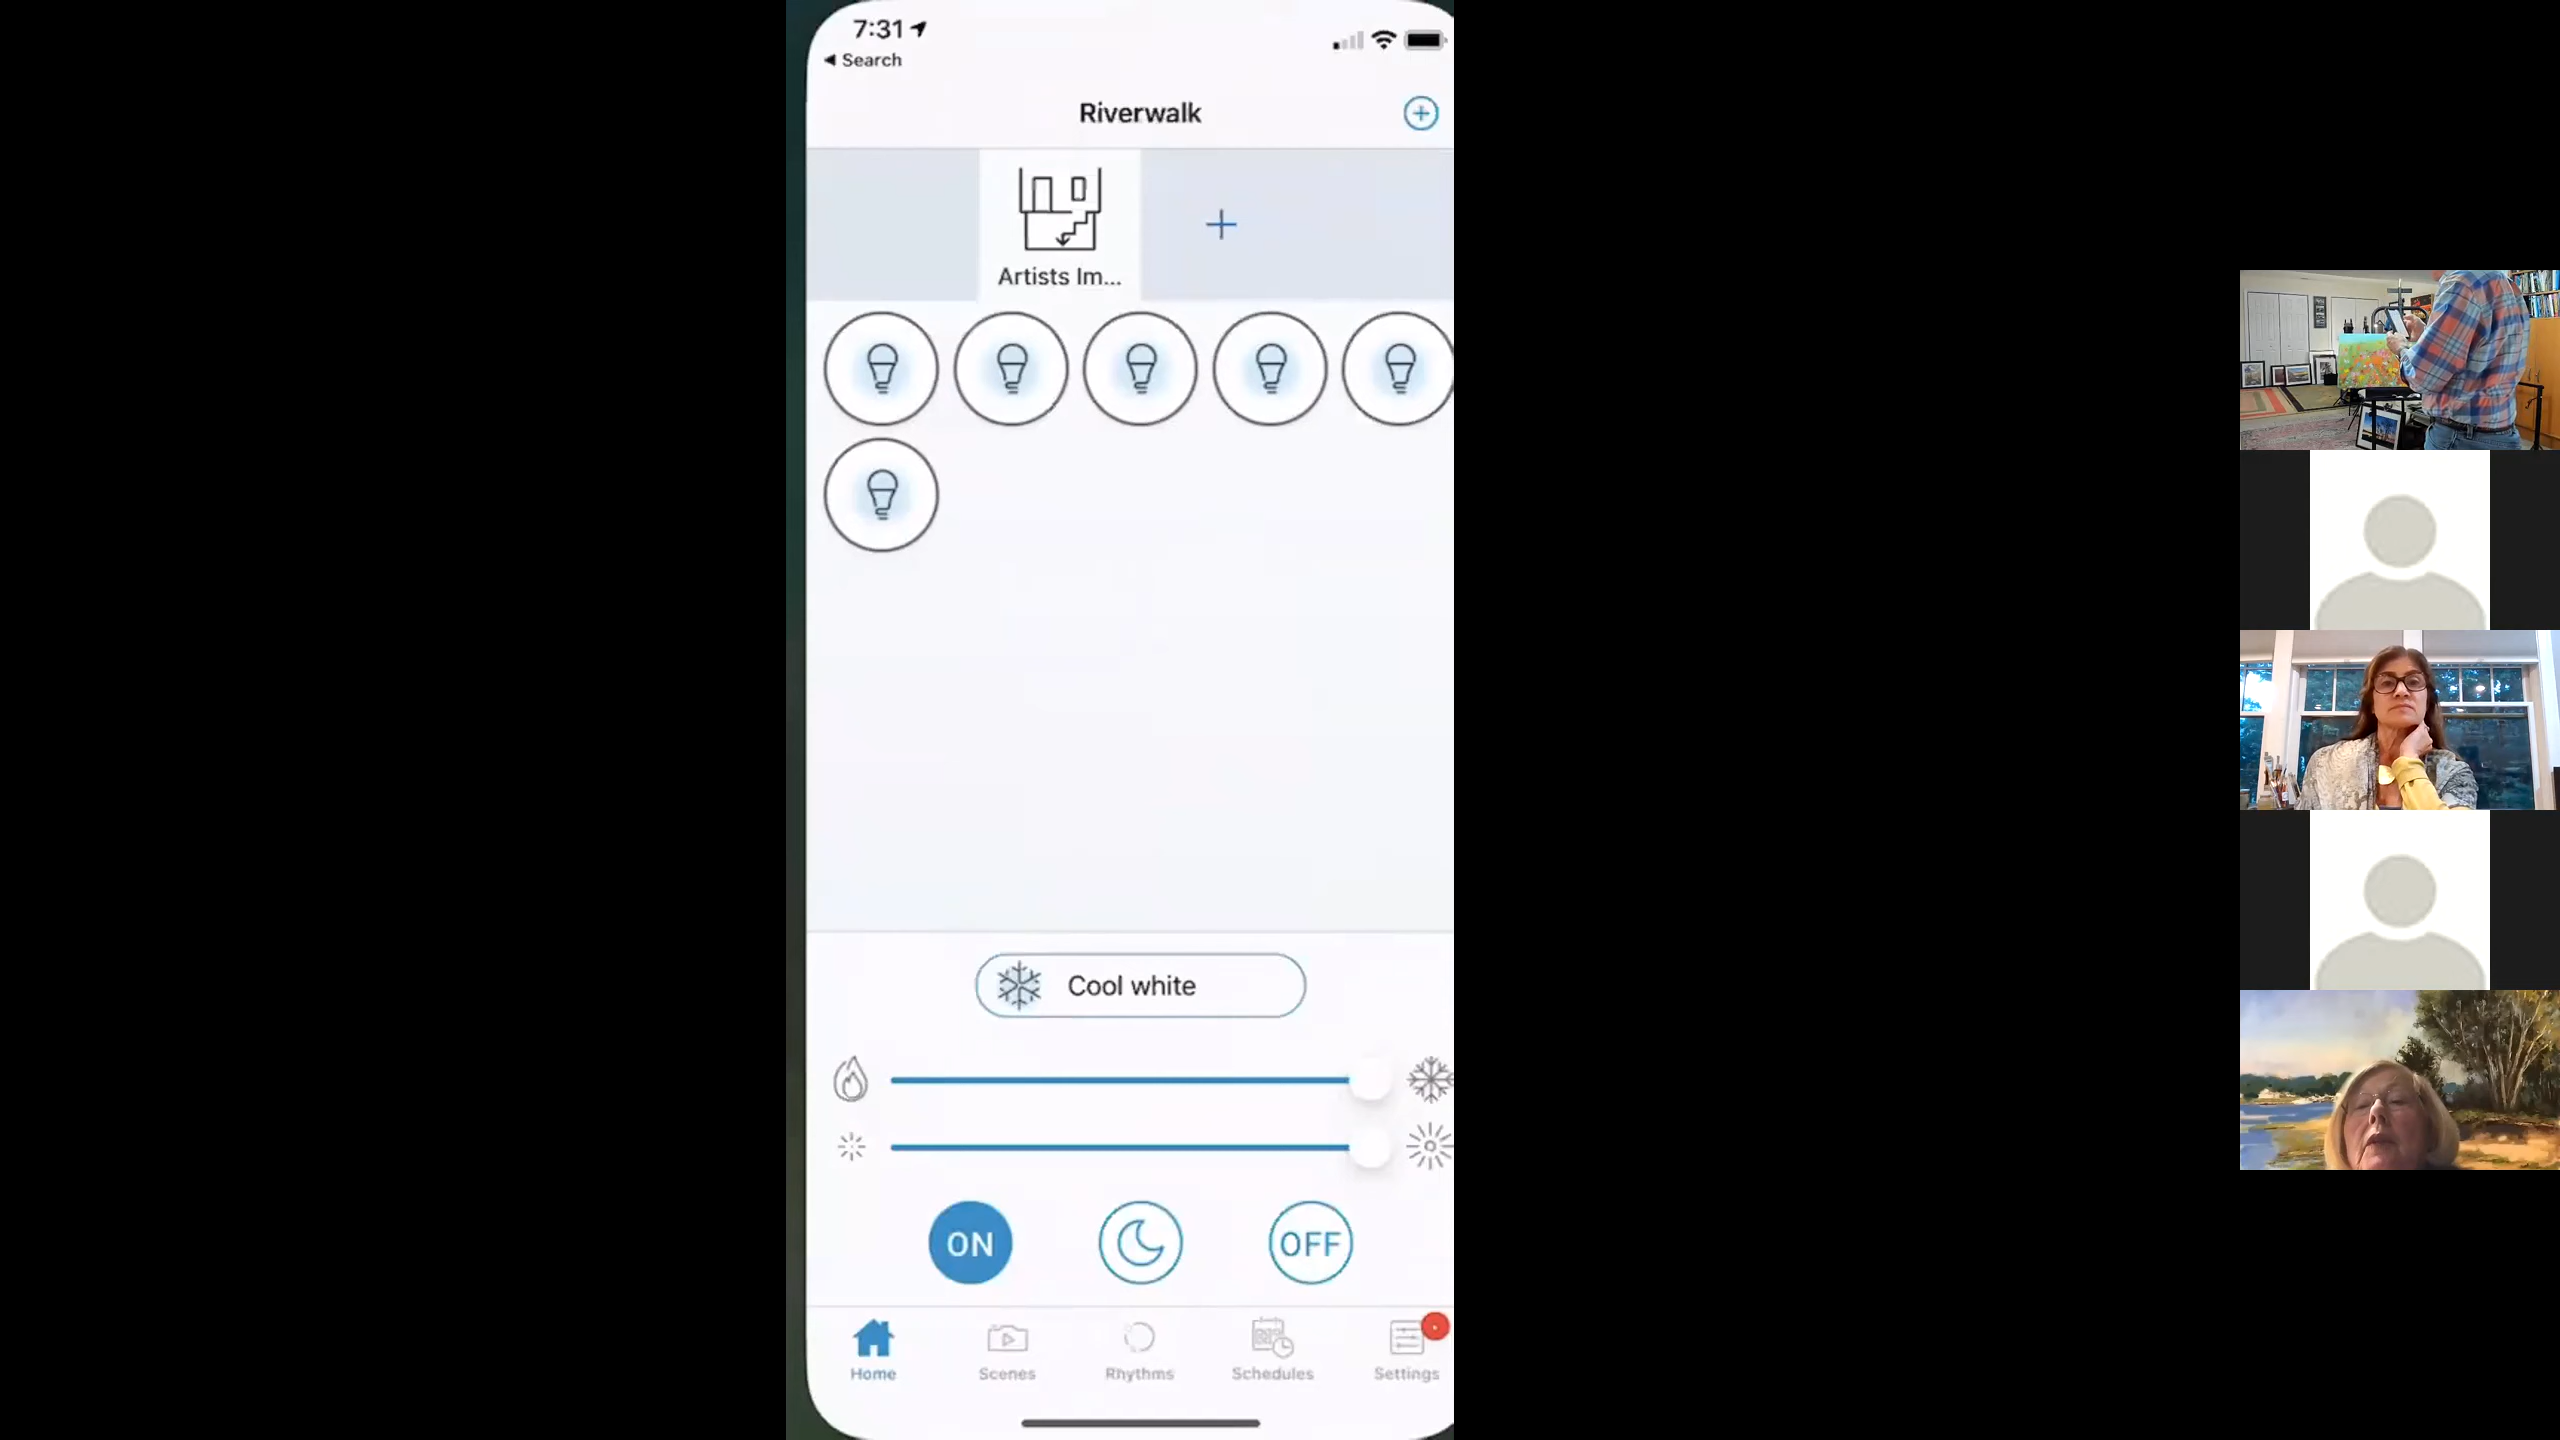 7:31
Search
Riverwalk
Artists Im...
Cool white
ON
OFF
Home
Scenes
Rhythms
Schedules
Settings